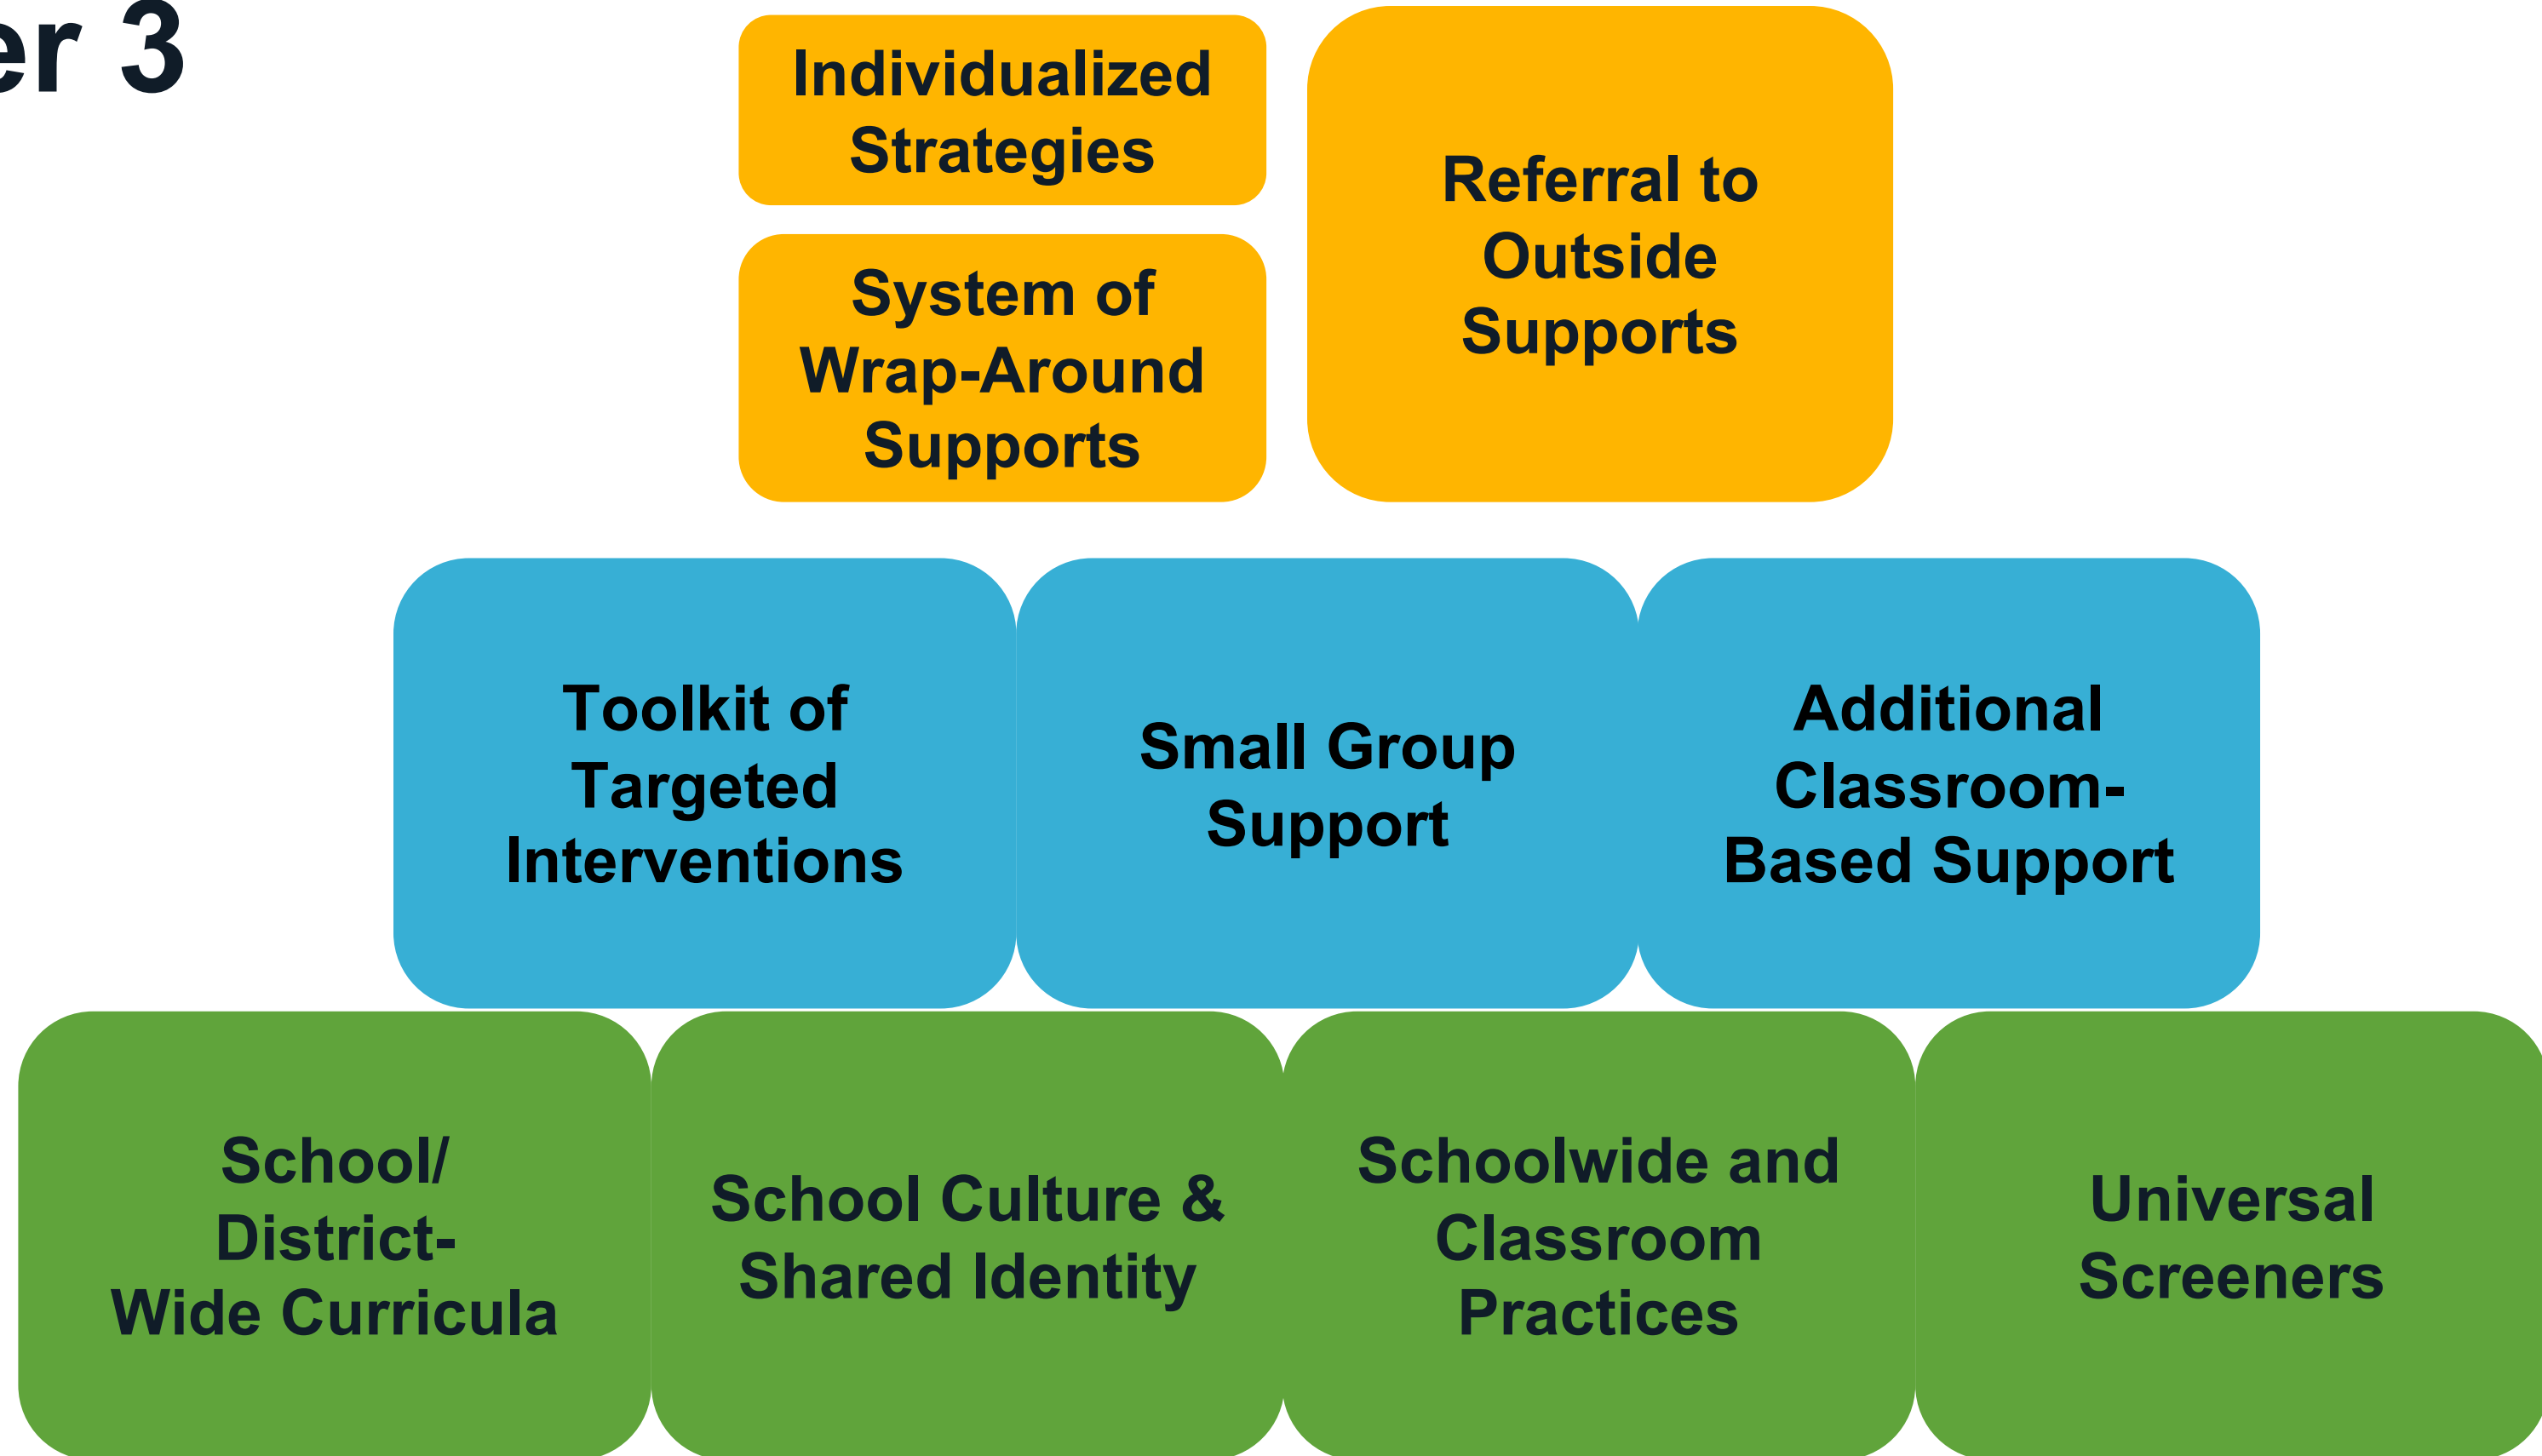 er 3
Individualized
Strategies
System of
Wrap-Around
Supports
Referral to
Outside
Supports
Toolkit of
Targeted
Interventions
Small Group
Support
Additional
Classroom-
Based Support
School/
District-
Wide Curricula
School Culture &
Shared Identity
Schoolwide and
Classroom
Practices
Universal
Screeners